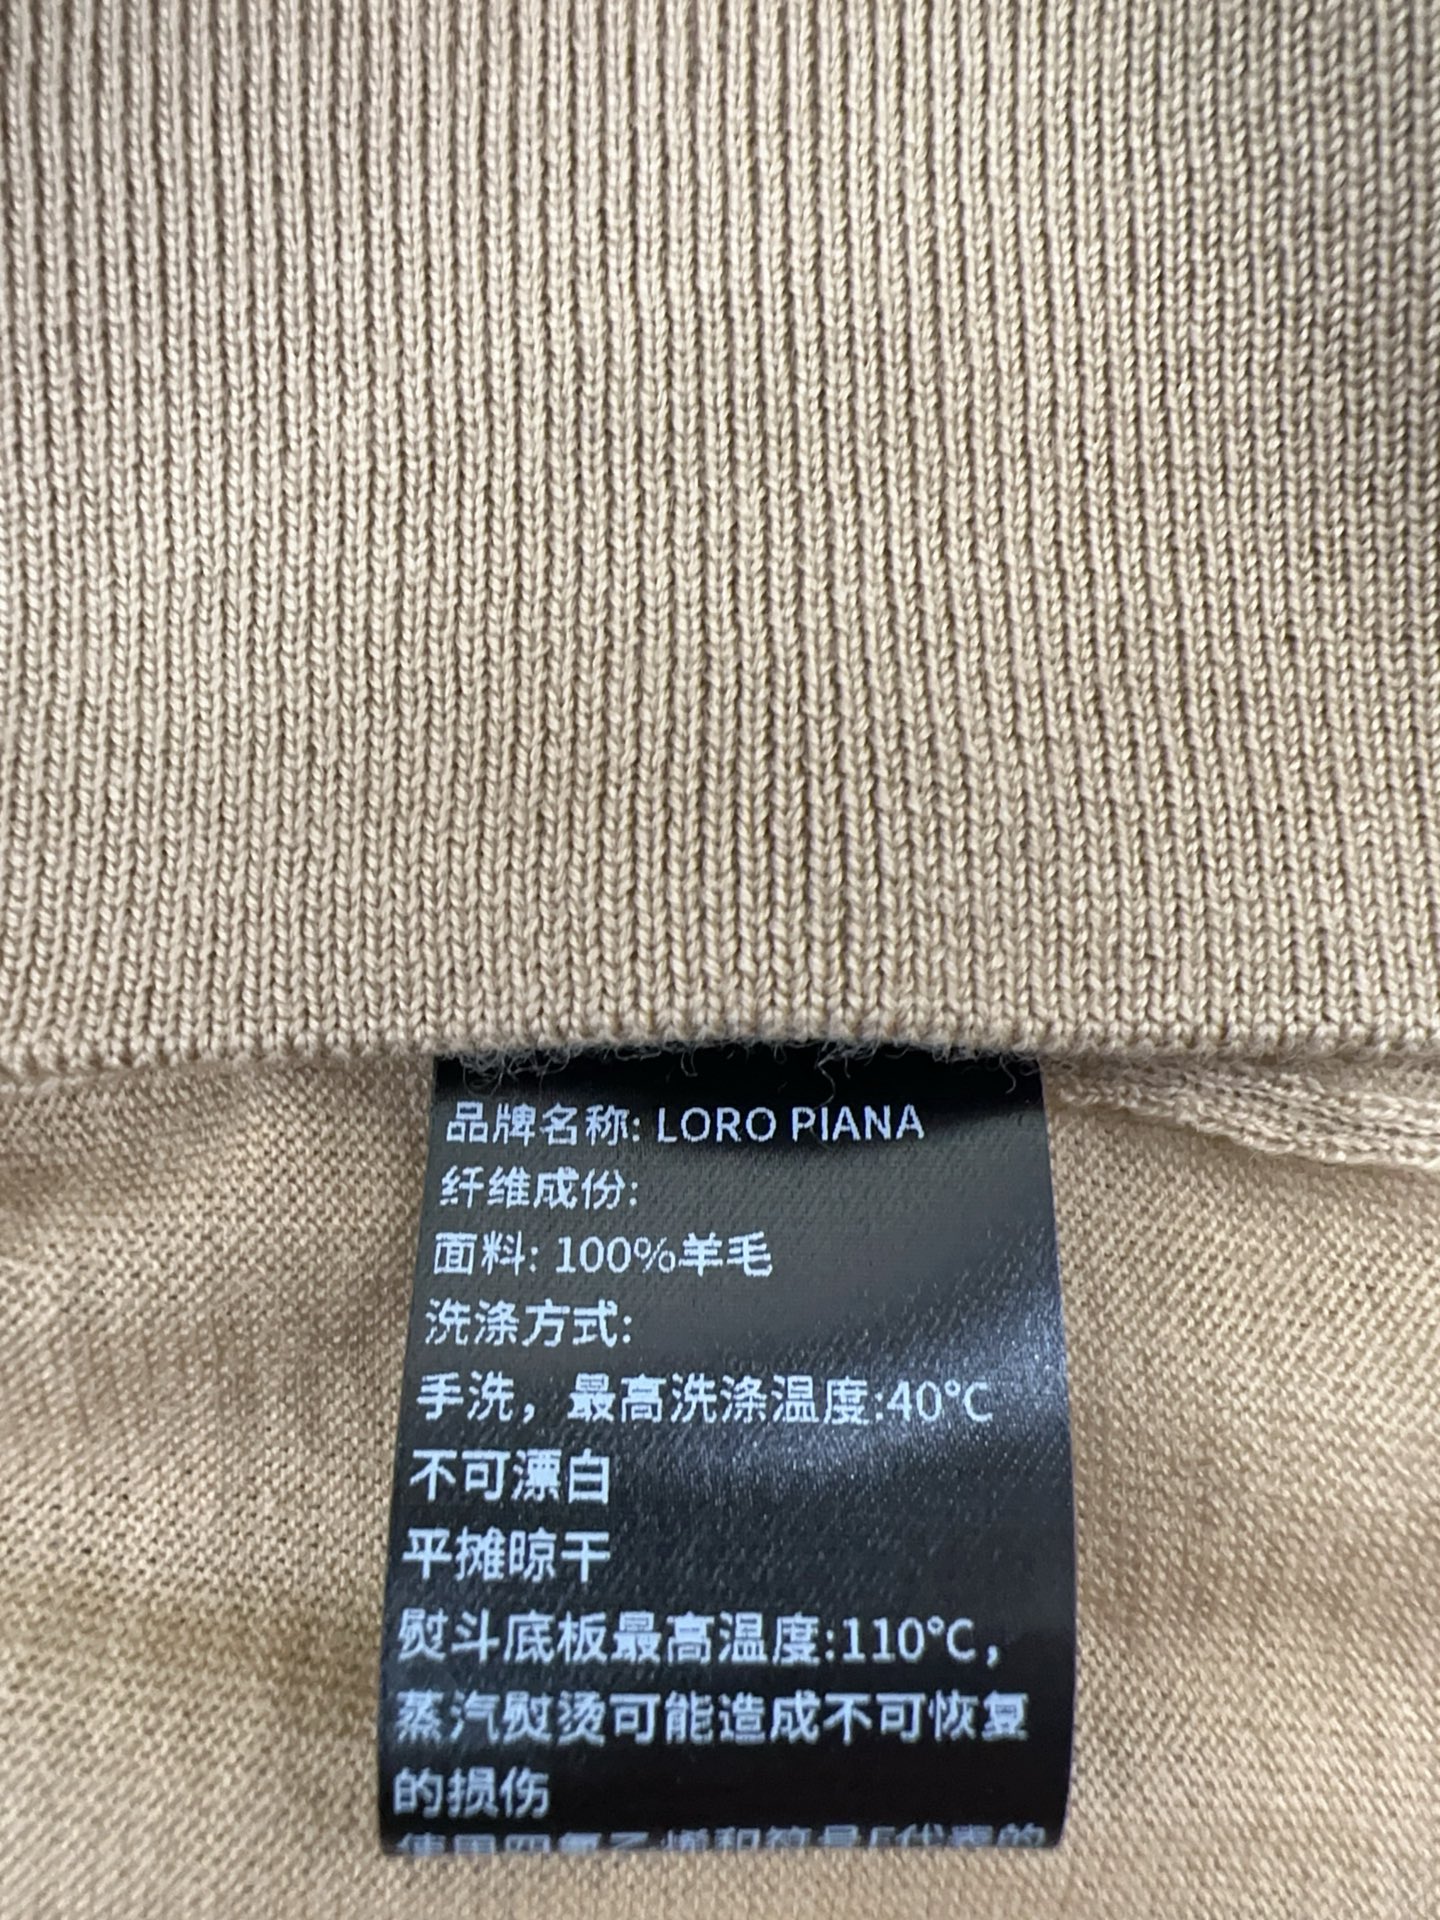 品牌名称: LORO PIANA
纤维成份:
面料: 100%羊毛
洗涤方式:
手洗，最高洗涤温度:40℃
不可漂白
平摊晾干
熨斗底板最高温度:110℃，
蒸汽熨烫可能造成不可恢复
的损伤